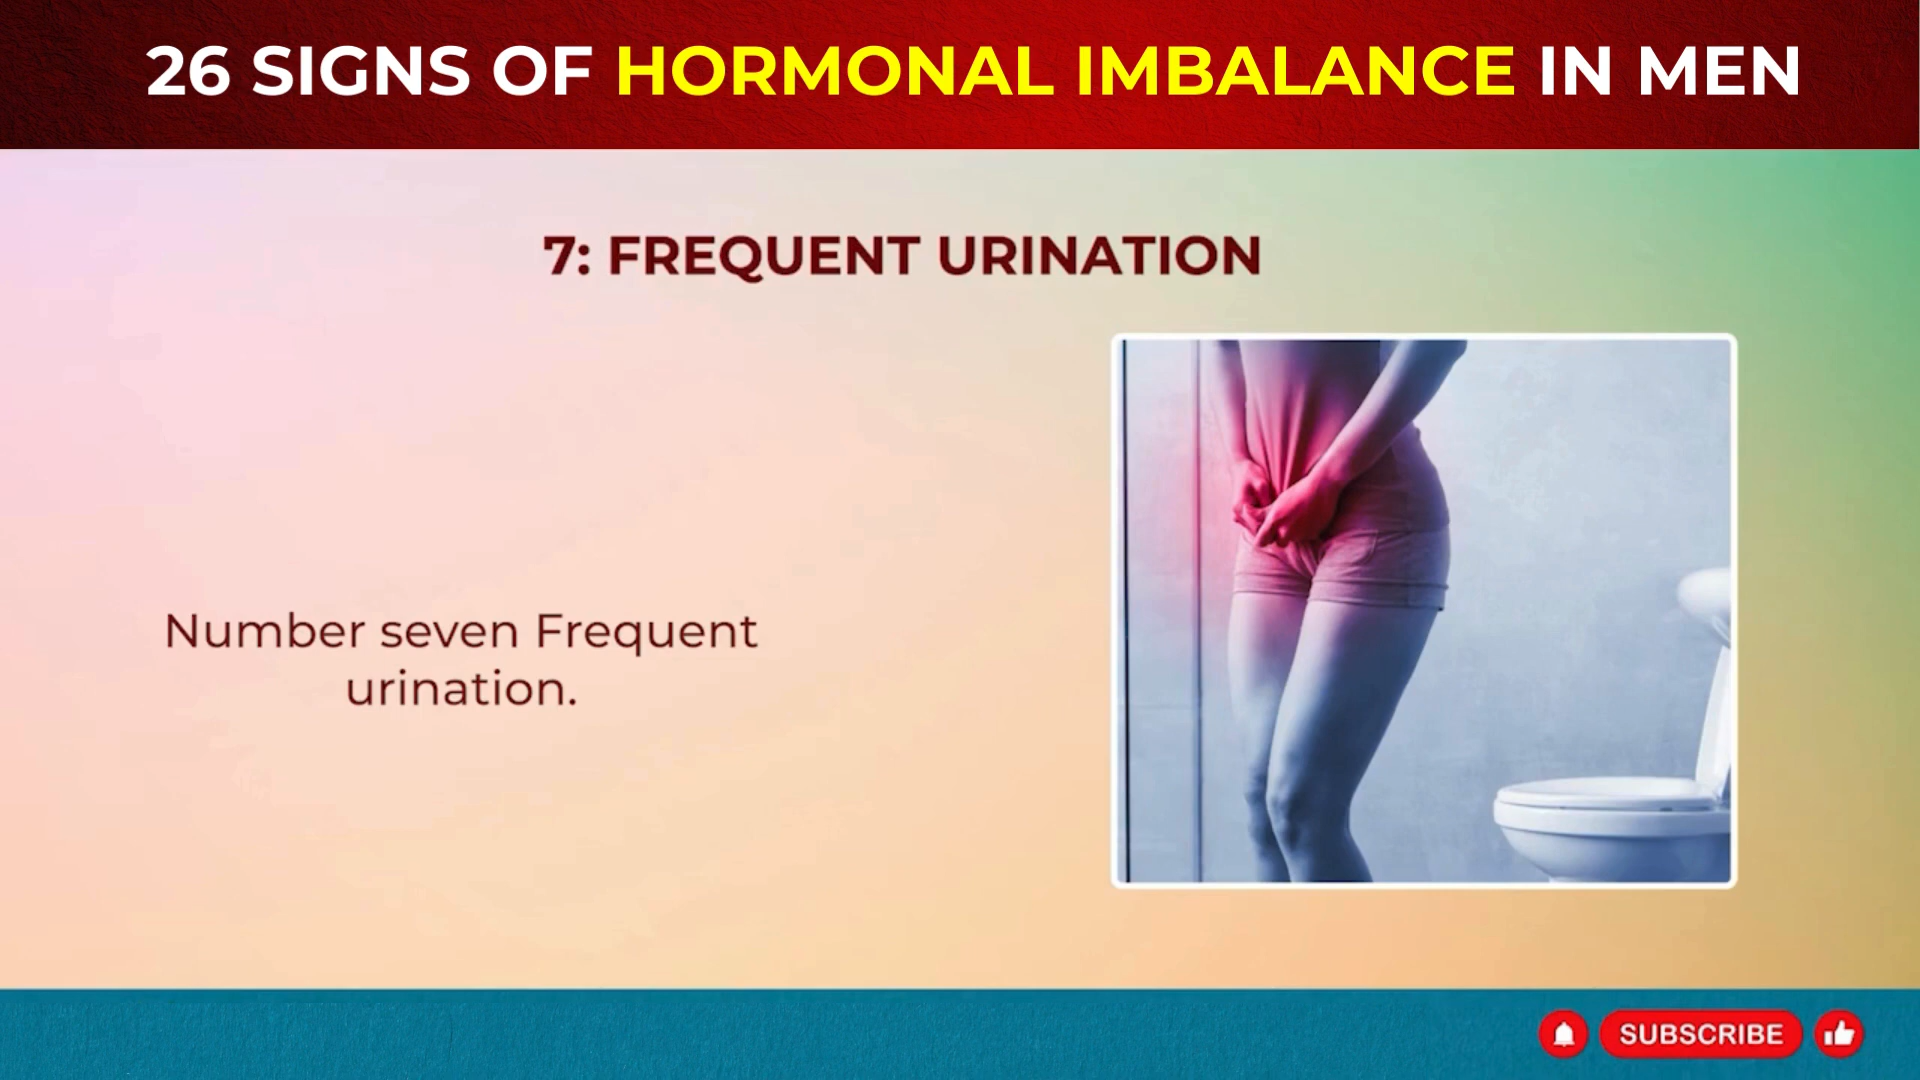 26 SIGNS OF HORMONAL IMBALANCE IN MEN
7: FREQUENT URINATION
Number seven Frequent
urination.
SUBSCRIBE